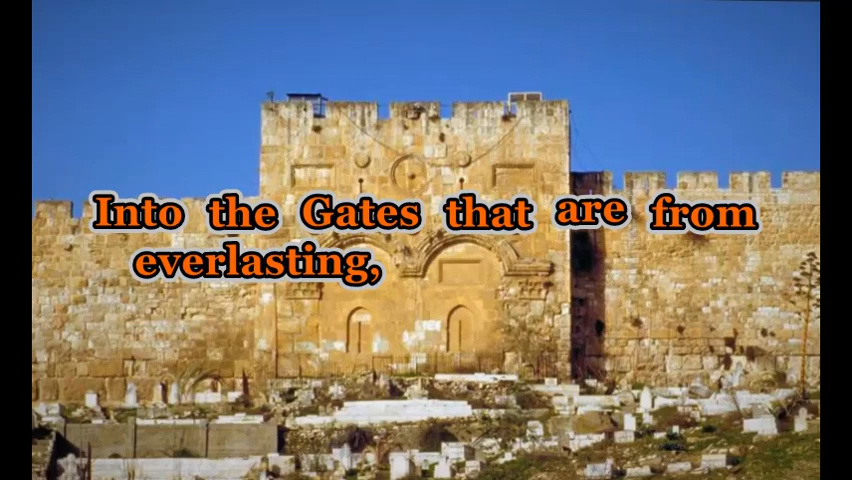 Into the Gates that are from
everlasting,